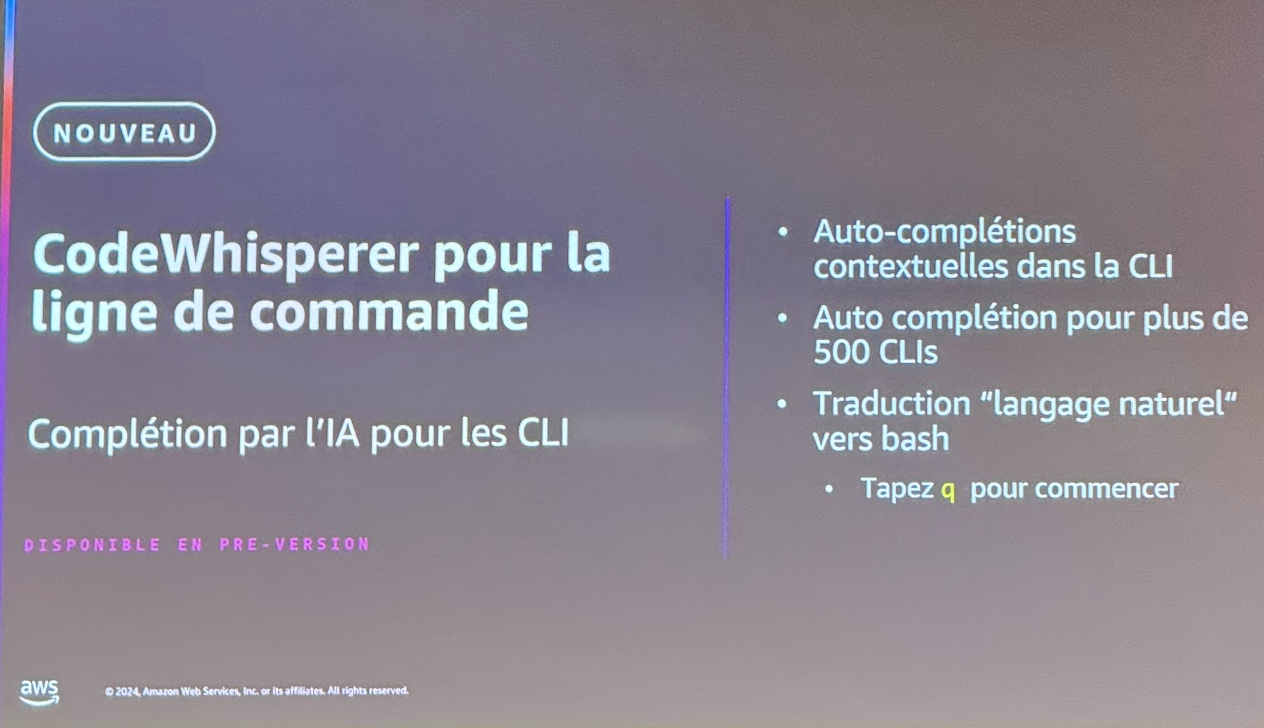 NOUVEAU
CodeWhisperer pour la
ligne de commande
Complétion par l’IA pour les CLI
DISPONIBLE EN PRE-VERSION
• Auto-complétions
contextuelles dans la CLI
• Auto complétion pour plus de
500 CLIs
• Traduction “langage naturel“
vers bash
• Tapez q pour commencer
aws
© 2024, Amazon Web Services, Inc. or its affiliates. All rights reserved.